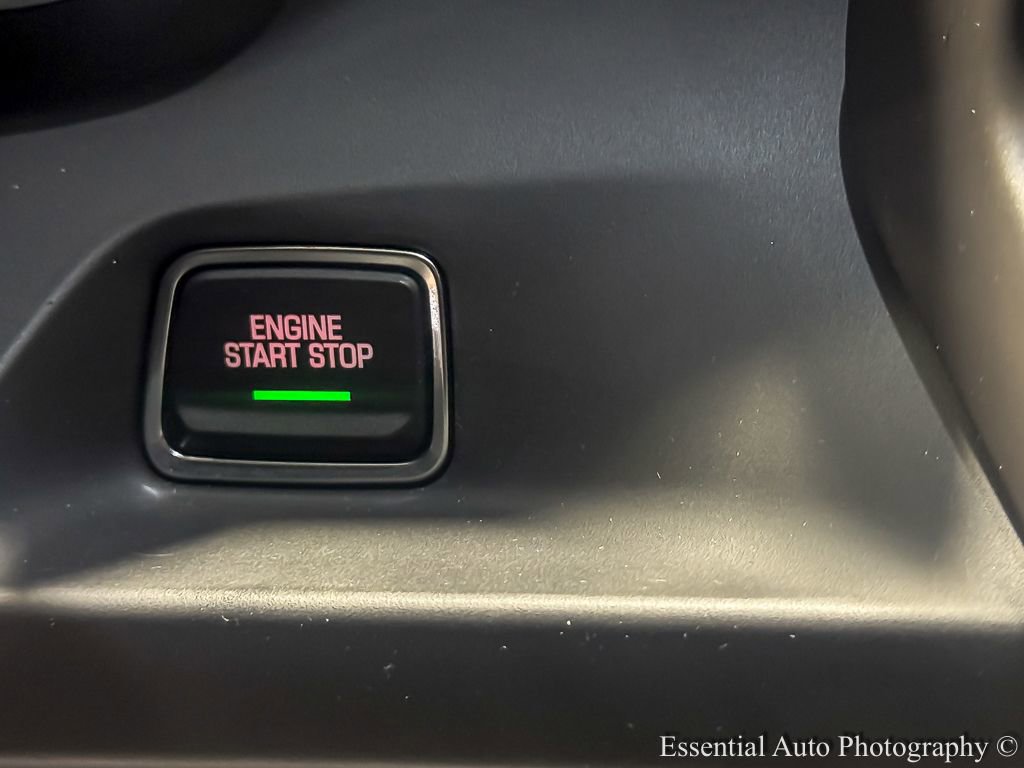 ENGINE
START STOP
Essential Auto Photography ©